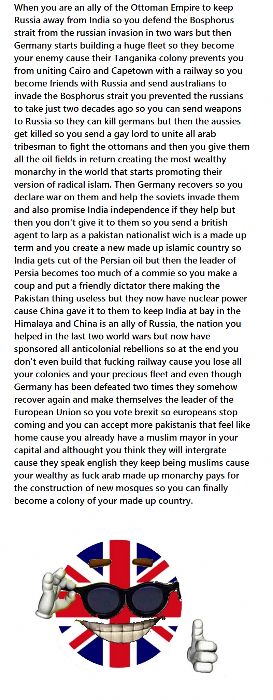 When you are an ally of the Ottoman Empire to keep
Russia away from India so you defend the Bosphorus
strait from the russian invasion in two wars but then
Germany starts building a huge fleet so they become
your enemy cause their Tanganika colony prevents you
from uniting Cairo and Capetown with a railway so you
become friends with Russia and send australians to
invade the Bosphorus strait you prevented the russians
to take just two decades ago so you can send weapons
to Russia so they can kill germans but then the aussies
get killed so you send a gay lord to unite all arab
tribesman to fight the ottomans and then you give them
all the oil fields in return creating the most wealthy
monarchy in the world that starts promoting their
version of radical islam. Then Germany recovers so you
declare war on them and help the soviets invade them
and also promise India independence if they help but
then you don't give it to them so you send a british
agent to larp as a pakistan nationalist wich is a made up
term and you create a new made up islamic country so
India gets cut of the Persian oil but then the leader of
Persia becomes too much of a commie so you make a
coup and put a friendly dictator there making the
Pakistan thing useless but they now have nuclear power
cause China gave it to them to keep India at bay in the
Himalaya and China is an ally of Russia, the nation you
helped in the last two world wars but now have
sponsored all anticolonial rebellions so at the end you
don't even build that fucking railway cause you lose all
your colonies and your precious fleet and even though
Germany has been defeated two times they somehow
recover again and make themselves the leader of the
European Union so you vote brexit so europeans stop
coming and you can accept more pakistanis that feel like
home cause you already have a muslim mayor in your
capital and althought you think they will intergrate
cause they speak english they keep being muslims cause
your wealthy as fuck arab made up monarchy pays for
the construction of new mosques so you can finally
become a colony of your made up country.